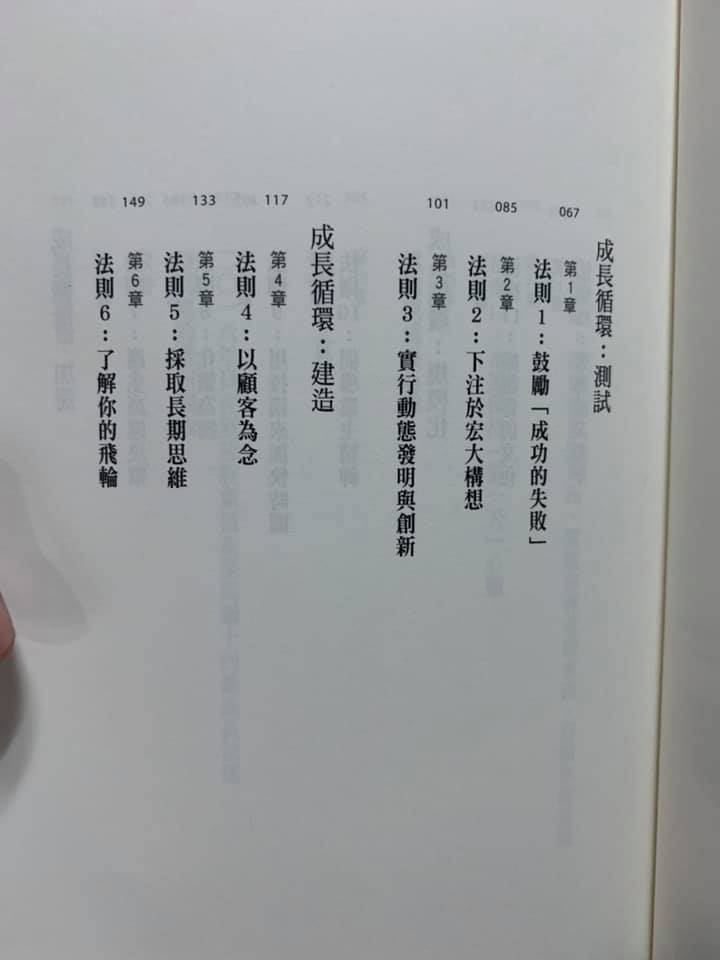 成長循環：測試
067
第1章
法則1：鼓勵「成功的失敗」
085
第2章
法則2：下注於宏大構想
101
第3章
法則3：實行動態發明與創新
成長循環：建造
117
第4章
法則4：以顧客為念
133
第5章
法則5：採取長期思維
149
第6章
法則6：了解你的飛輪